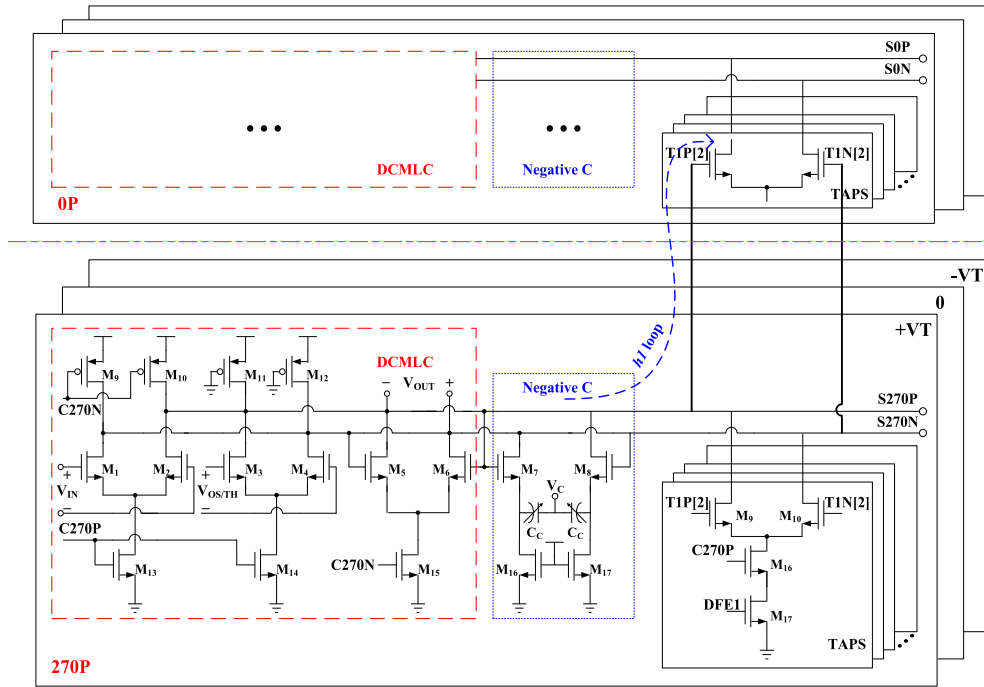 S0P
S0N
•••
•••
T1P[2]
T1N[2]
DCMLC
Negative C
TAPS
0P
-VT
0
+VT
DCMLC
h1 loop
M9
M10
M11
M12
− VOUT +
Negative C
C270N
S270P
S270N
M1
M2
M3
M4
M5
M6
M7
M8
+
VIN
−
+
VOS/TH
−
VC
CC
CC
T1P[2]
T1N[2]
M9
M10
C270P
C270P
M13
M14
C270N
M15
M16
M17
M16
DFE1
M17
TAPS
270P